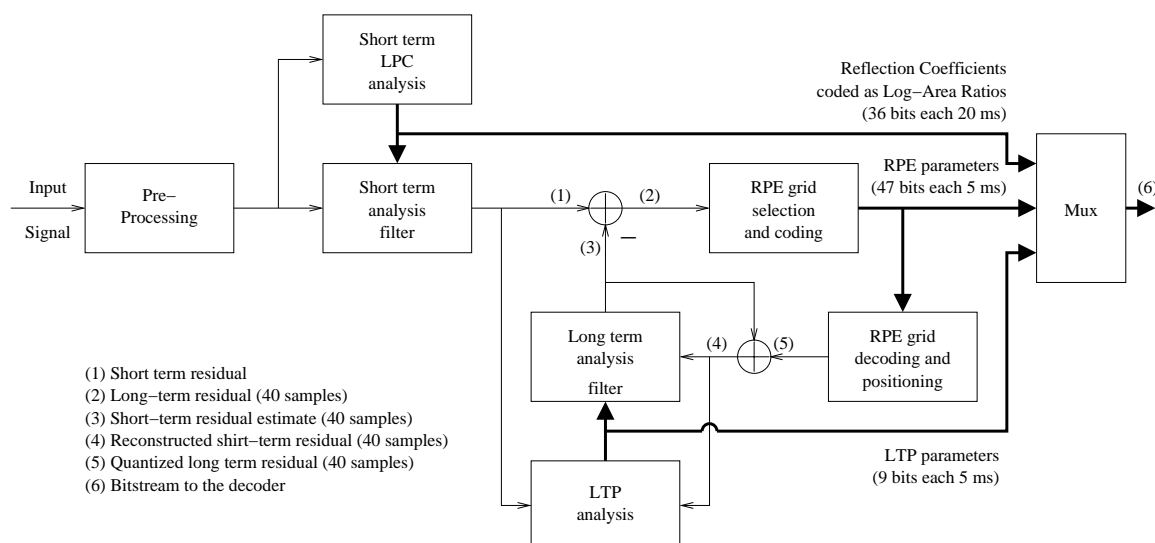 Short term
LPC
analysis
Reflection Coefficients
coded as Log−Area Ratios
(36 bits each 20 ms)
Input
Signal
Pre−
Processing
Short term
analysis
filter
(1)
(2)
(3)
RPE grid
selection
and coding
RPE parameters
(47 bits each 5 ms)
Mux
(6)
Long term
analysis
filter
(4)
(5)
RPE grid
decoding and
positioning
LTP
analysis
LTP parameters
(9 bits each 5 ms)
(1) Short term residual
(2) Long−term residual (40 samples)
(3) Short−term residual estimate (40 samples)
(4) Reconstructed shirt−term residual (40 samples)
(5) Quantized long term residual (40 samples)
(6) Bitstream to the decoder